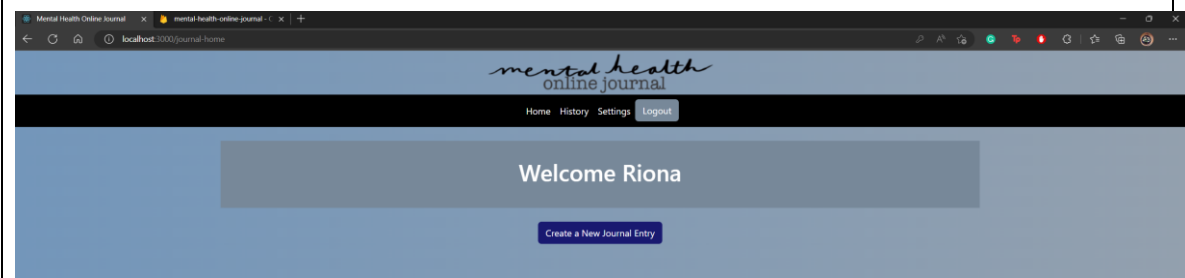 Mental Health Online Journal
mental-health-online-journal - C
localhost:3000/journal-home
mental health
online journal
Home History Settings Logout
Welcome Riona
Create a New Journal Entry